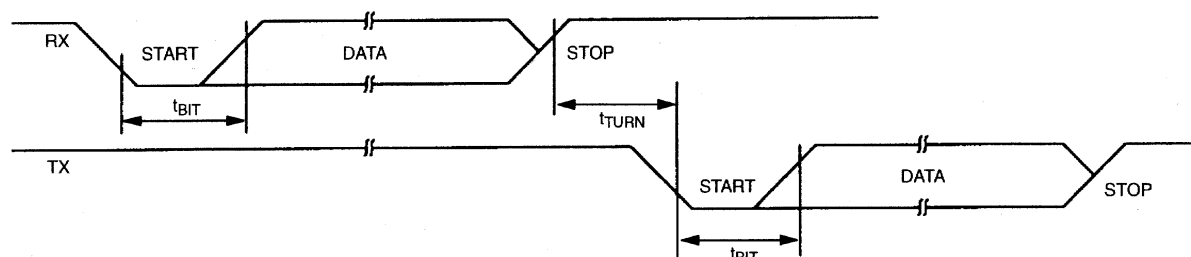 RX
START
DATA
STOP
tBIT
tTURN
TX
START
DATA
STOP
tBIT